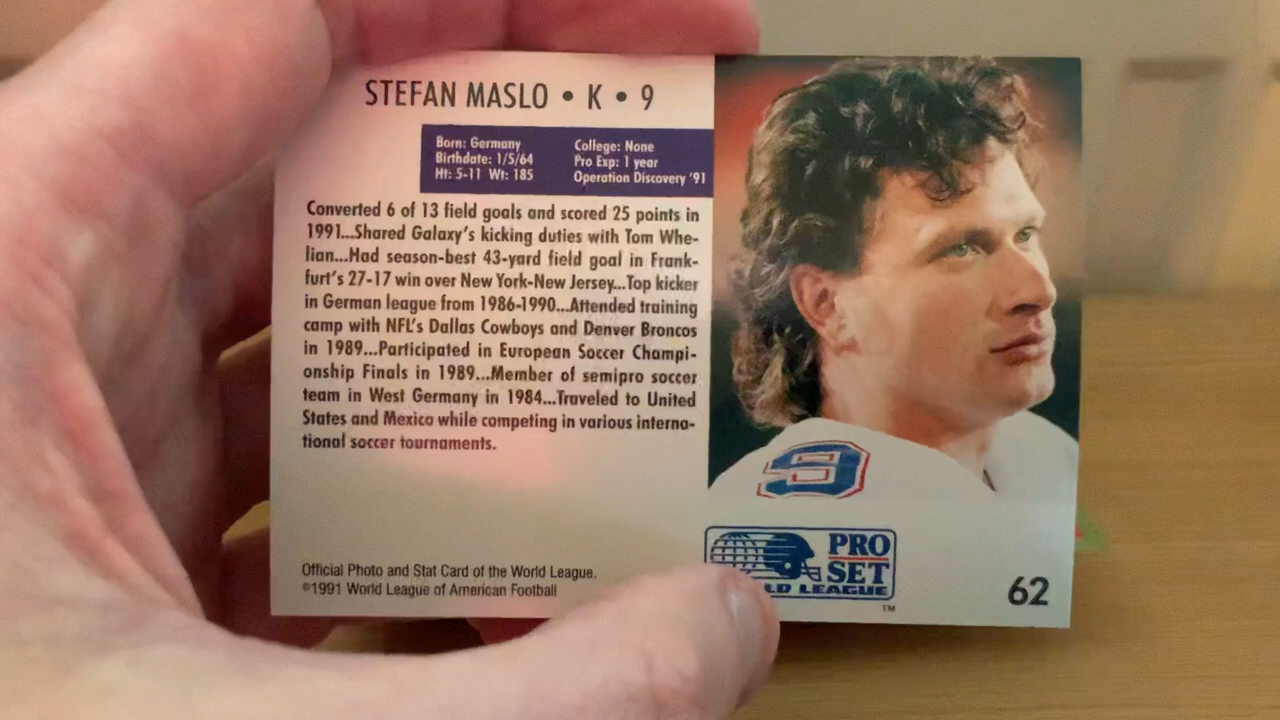 STEFAN MASLO • K • 9
Born: Germany
Birthdate: 1/5/64
Ht: 5-11 Wt: 185
College: None
Pro Exp: 1 year
Operation Discovery '91
Converted 6 of 13 field goals and scored 25 points in
1991...Shared Galaxy's kicking duties with Tom Whe-
lian...Had season-best 43-yard field goal in Frank-
furt's 27-17 win over New York-New Jersey...Top kicker
in German league from 1986-1990...Attended training
camp with NFL's Dallas Cowboys and Denver Broncos
in 1989...Participated in European Soccer Champi-
onship Finals in 1989...Member of semipro soccer
team in West Germany in 1984...Traveled to United
States and Mexico while competing in various interna-
tional soccer tournaments.
Official Photo and Stat Card of the World League.
©1991 World League of American Football
9
PRO
SET
LD LEAGUE
TM
62